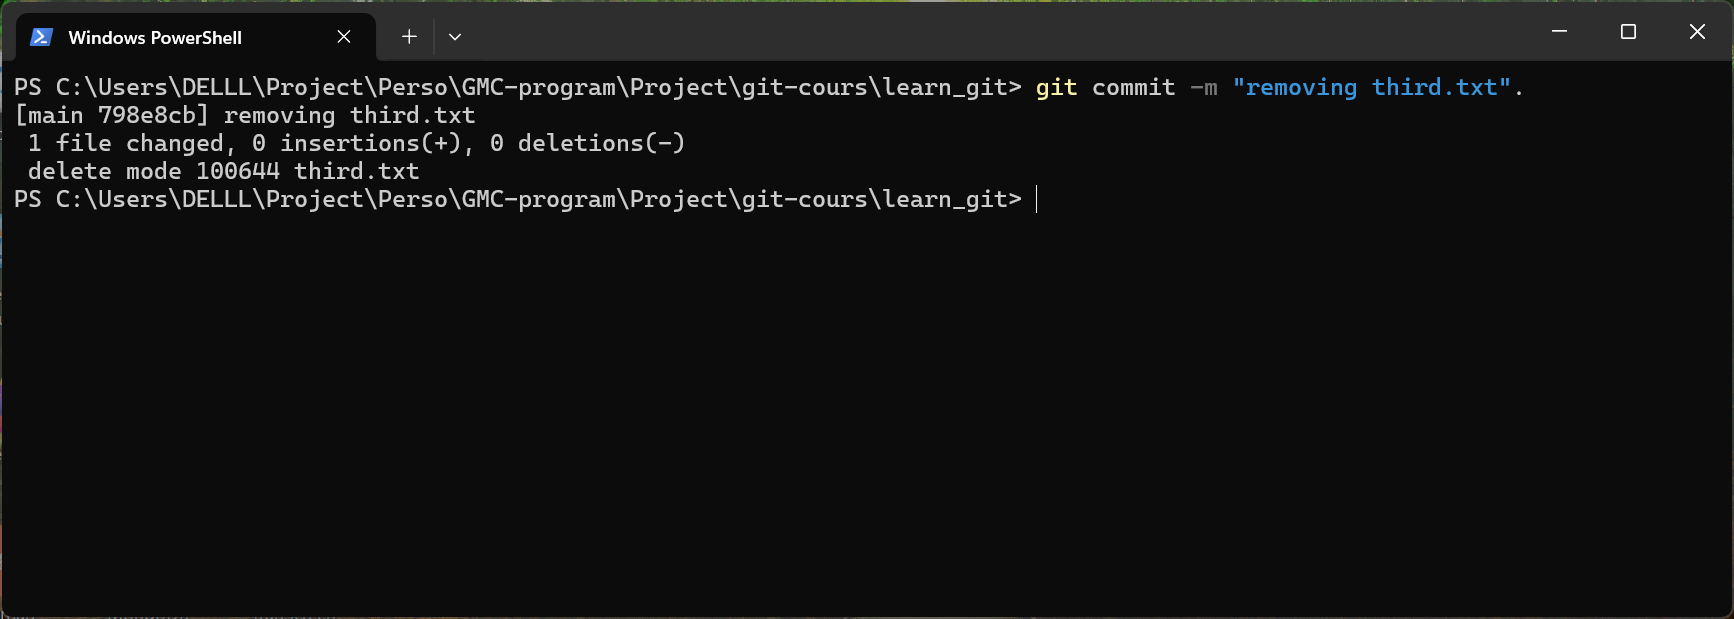 Windows PowerShell
PS C:\Users\DELLL\Project\Perso\GMC-program\Project\git-cours\learn_git> git commit -m "removing third.txt".
[main 798e8cb] removing third.txt
 1 file changed, 0 insertions(+), 0 deletions(-)
 delete mode 100644 third.txt
PS C:\Users\DELLL\Project\Perso\GMC-program\Project\git-cours\learn_git>